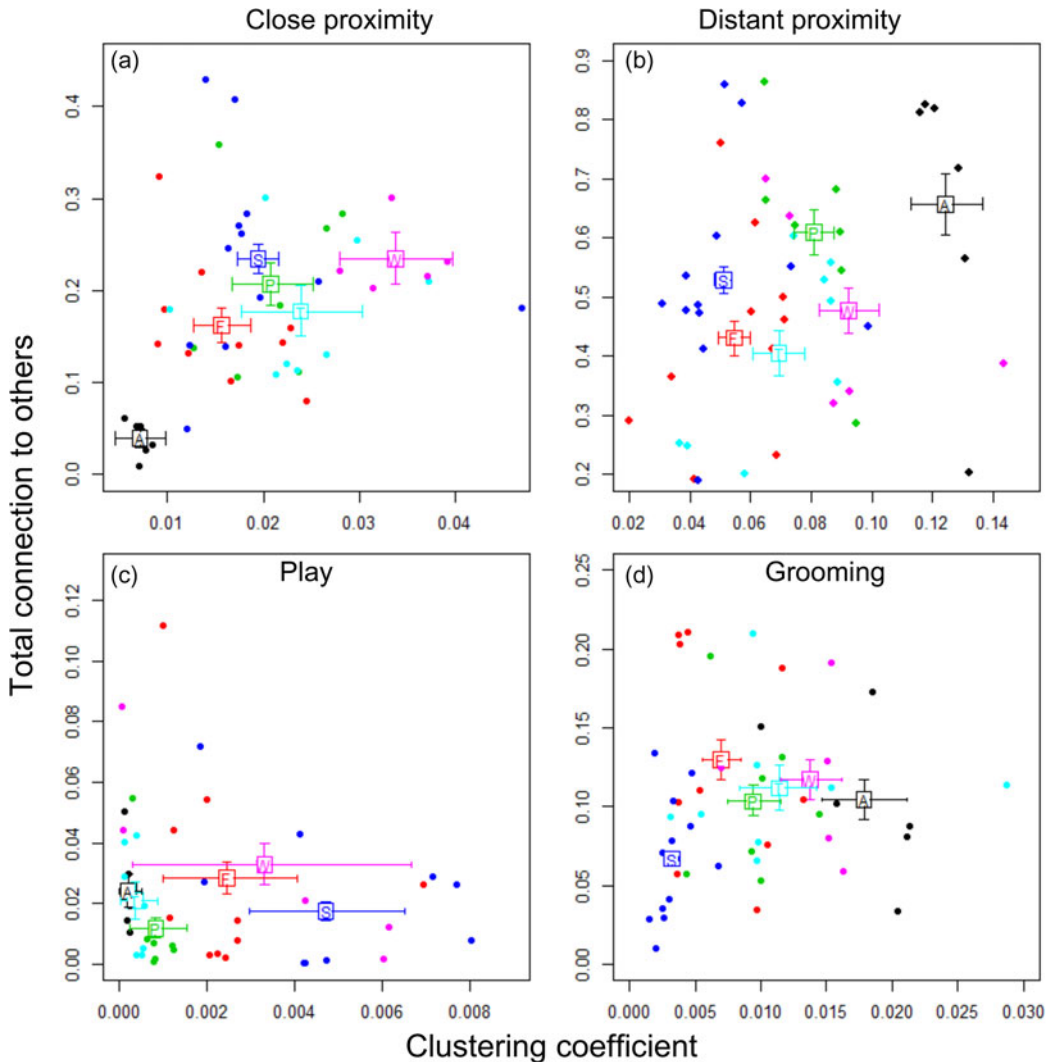 Close proximity
Distant proximity
(a)
(b)
0.4
0.3
0.2
0.1
0.0
S
W
P
T
F
A
0.01 0.02 0.03 0.04
0.9
0.8
0.7
0.6
0.5
0.4
0.3
0.2
A
P
S
W
F
T
0.02 0.04 0.06 0.08 0.10 0.12 0.14
Total connection to others
(c)
Play
(d)
Grooming
0.12
0.10
0.08
0.06
0.04
0.02
0.00
W
F
A
T
S
P
0.000 0.002 0.004 0.006 0.008
0.25
0.20
0.15
0.10
0.05
0.00
F
W
T
P
A
S
0.000 0.005 0.010 0.015 0.020 0.025 0.030
Clustering coefficient